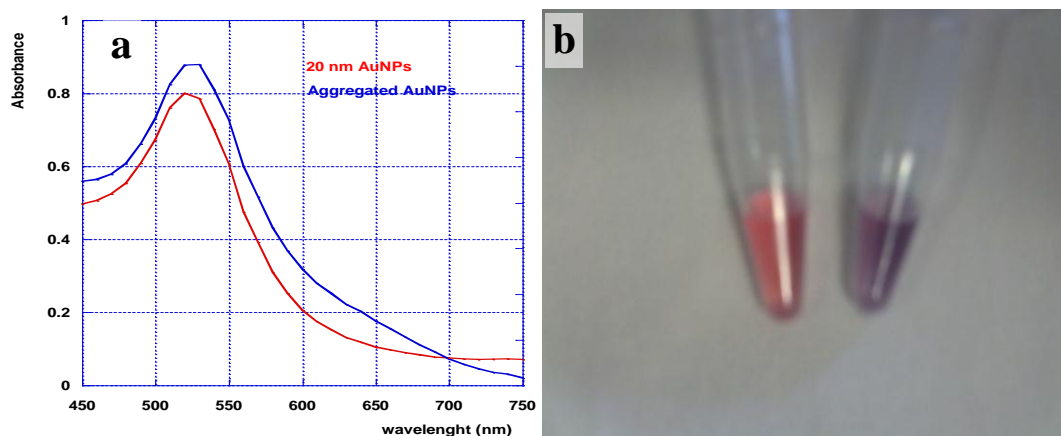 a
b
1
0.8
0.6
0.4
0.2
0
Absorbance
20 nm AuNPs
Aggregated AuNPs
450 500 550 600 650 700 750
wavelenght (nm)